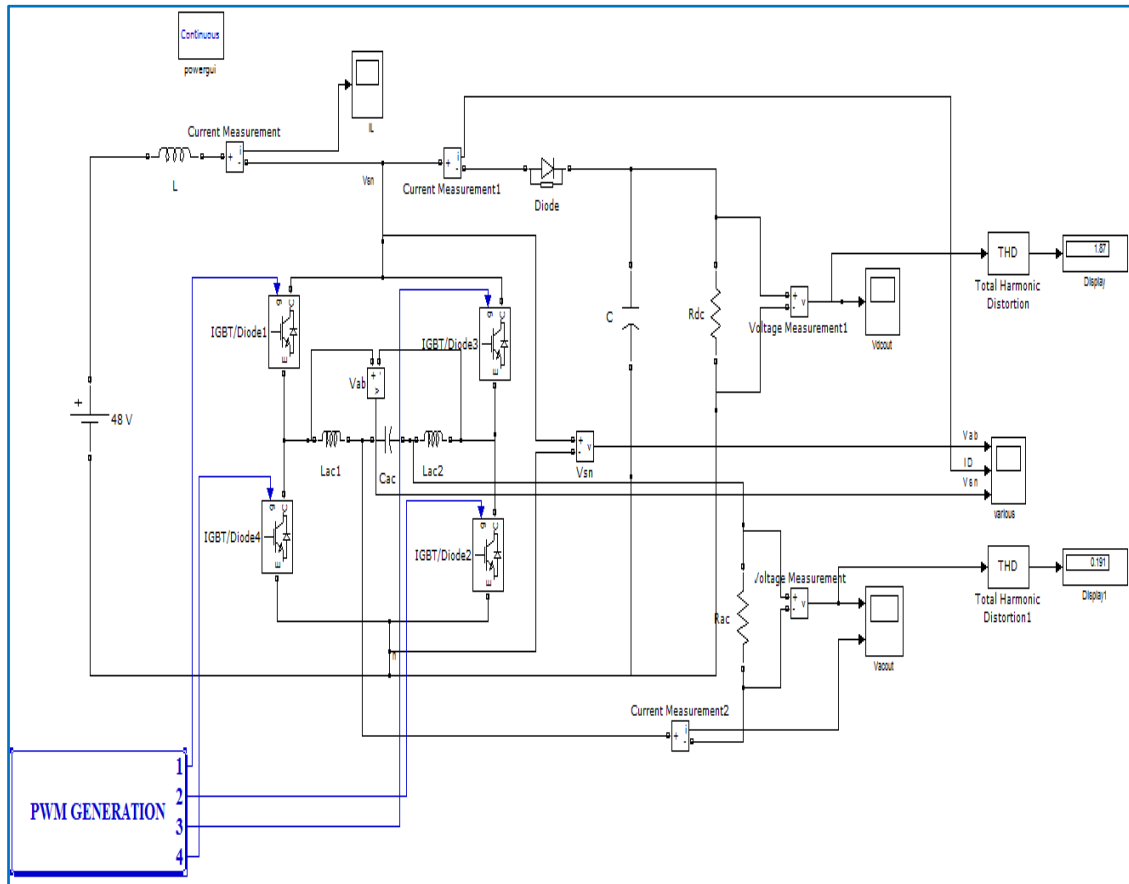 Continuous
powergui
IL
Current Measurement
+ i -
L
Vsn
+ i -
Current Measurement1
Diode
THD
Total Harmonic
Distortion
1.87
Display
C
Rdc
+ v -
Voltage Measurement1
Vdcout
g C E
IGBT/Diode1
g C E
IGBT/Diode3
+ - v
Vab
+
48 V
Lac1
Cac
Lac2
+ v -
Vsn
Vab
ID
Vsn
various
g C E
IGBT/Diode4
g C E
IGBT/Diode2
Voltage Measurement
+ v -
Rac
Vacout
THD
Total Harmonic
Distortion1
0.191
Display1
n
Current Measurement2
+ i -
PWM GENERATION
1
2
3
4